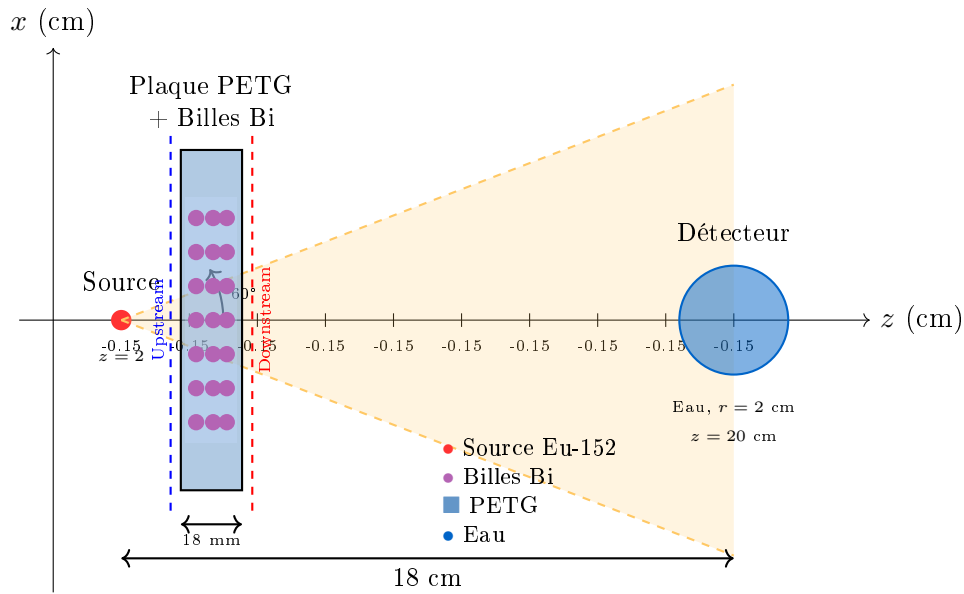 x (cm)
Plaque PETG
+ Billes Bi
Détecteur
Source
60°
Upstream
Downstream
z (cm)
-0.15 -0.15 -0.15 -0.15 -0.15 -0.15 -0.15 -0.15 -0.15 -0.15
z = 2
Eau, r = 2 cm
z = 20 cm
Source Eu-152
Billes Bi
PETG
Eau
18 mm
18 cm